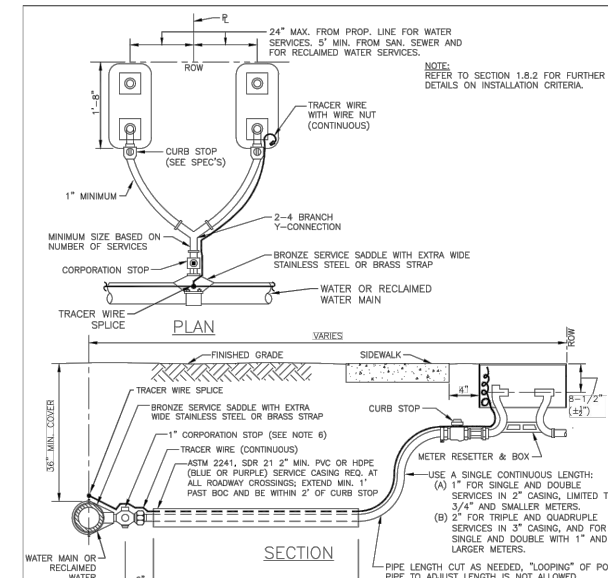 PL
24" MAX. FROM PROP. LINE FOR WATER
SERVICES. 5' MIN. FROM SAN. SEWER AND
FOR RECLAIMED WATER SERVICES.
ROW
NOTE:
REFER TO SECTION 1.8.2 FOR FURTHER
DETAILS ON INSTALLATION CRITERIA.
1'-8"
TRACER WIRE
WITH WIRE NUT
(CONTINUOUS)
CURB STOP
(SEE SPEC'S)
1" MINIMUM
2-4 BRANCH
Y-CONNECTION
MINIMUM SIZE BASED ON
NUMBER OF SERVICES
BRONZE SERVICE SADDLE WITH EXTRA WIDE
STAINLESS STEEL OR BRASS STRAP
CORPORATION STOP
WATER OR RECLAIMED
WATER MAIN
TRACER WIRE
SPLICE
PLAN
VARIES
ROW
FINISHED GRADE
SIDEWALK
4"
8-1/2"
TRACER WIRE SPLICE
BRONZE SERVICE SADDLE WITH EXTRA
WIDE STAINLESS STEEL OR BRASS STRAP
CURB STOP
36" MIN. COVER
1" CORPORATION STOP (SEE NOTE 6)
TRACER WIRE (CONTINUOUS)
METER RESETTER & BOX
ASTM 2241, SDR 21 2" MIN. PVC OR HDPE
(BLUE OR PURPLE) SERVICE CASING REQ. AT
ALL ROADWAY CROSSINGS; EXTEND MIN. 1'
PAST BOC AND BE WITHIN 2' OF CURB STOP
USE A SINGLE CONTINUOUS LENGTH:
(A) 1" FOR SINGLE AND DOUBLE
SERVICES IN 2" CASING, LIMITED T
3/4" AND SMALLER METERS.
(B) 2" FOR TRIPLE AND QUADRUPLE
SERVICES IN 3" CASING, AND FOR
SINGLE AND DOUBLE WITH 1" AND
LARGER METERS.
SECTION
WATER MAIN OR
RECLAIMED
WATER
PIPE LENGTH CUT AS NEEDED, "LOOPING" OF PO
PIPE TO ADJUST LENGTH IS NOT ALLOWED